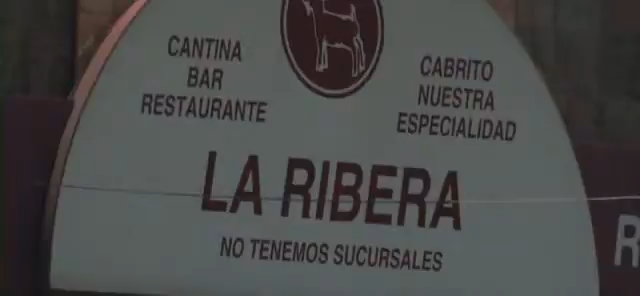 CANTINA
BAR
RESTAURANTE
CABRITO
NUESTRA
ESPECIALIDAD
LA RIBERA
NO TENEMOS SUCURSALES
R